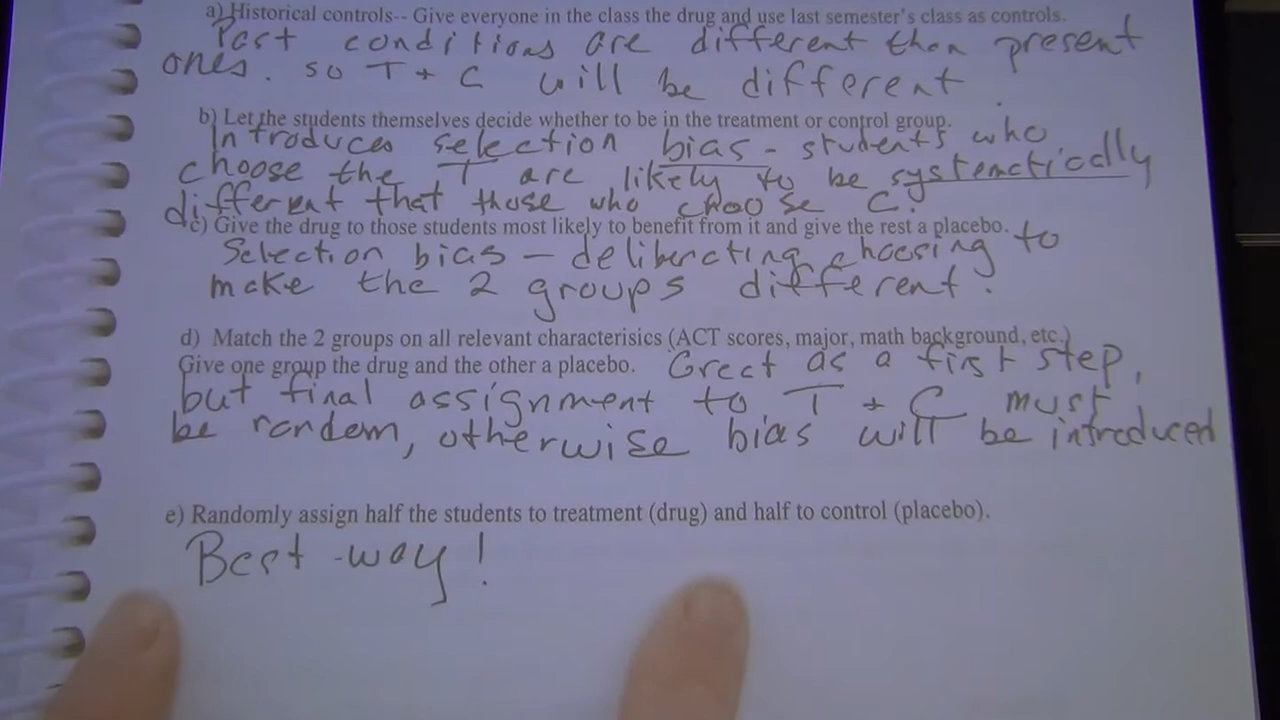 a) Historical controls-- Give everyone in the class the drug and use last semester's class as controls.
Past conditions are different than present
ones. so T + C will be different.
b) Let the students themselves decide whether to be in the treatment or control group.
Introduces selection bias - students who
choose the T are likely to be systematically
different that those who choose C.
c) Give the drug to those students most likely to benefit from it and give the rest a placebo.
Selection bias - deliberating choosing to
make the 2 groups different.
d) Match the 2 groups on all relevant characterisics (ACT scores, major, math background, etc.)
Give one group the drug and the other a placebo. Great as a first step,
but final assignment to T + C must
be random, otherwise bias will be introduced
e) Randomly assign half the students to treatment (drug) and half to control (placebo).
Best way!